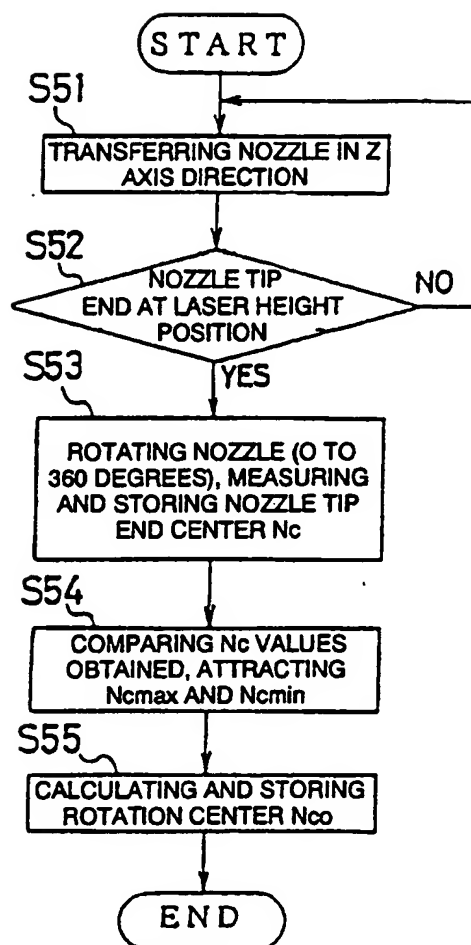 START
S51
TRANSFERRING NOZZLE IN Z
AXIS DIRECTION
S52
NOZZLE TIP
END AT LASER HEIGHT
POSITION
NO
YES
S53
ROTATING NOZZLE (0 TO
360 DEGREES), MEASURING
AND STORING NOZZLE TIP
END CENTER Nc
S54
COMPARING Nc VALUES
OBTAINED, ATTRACTING
Ncmax AND Ncmin
S55
CALCULATING AND STORING
ROTATION CENTER Nco
END